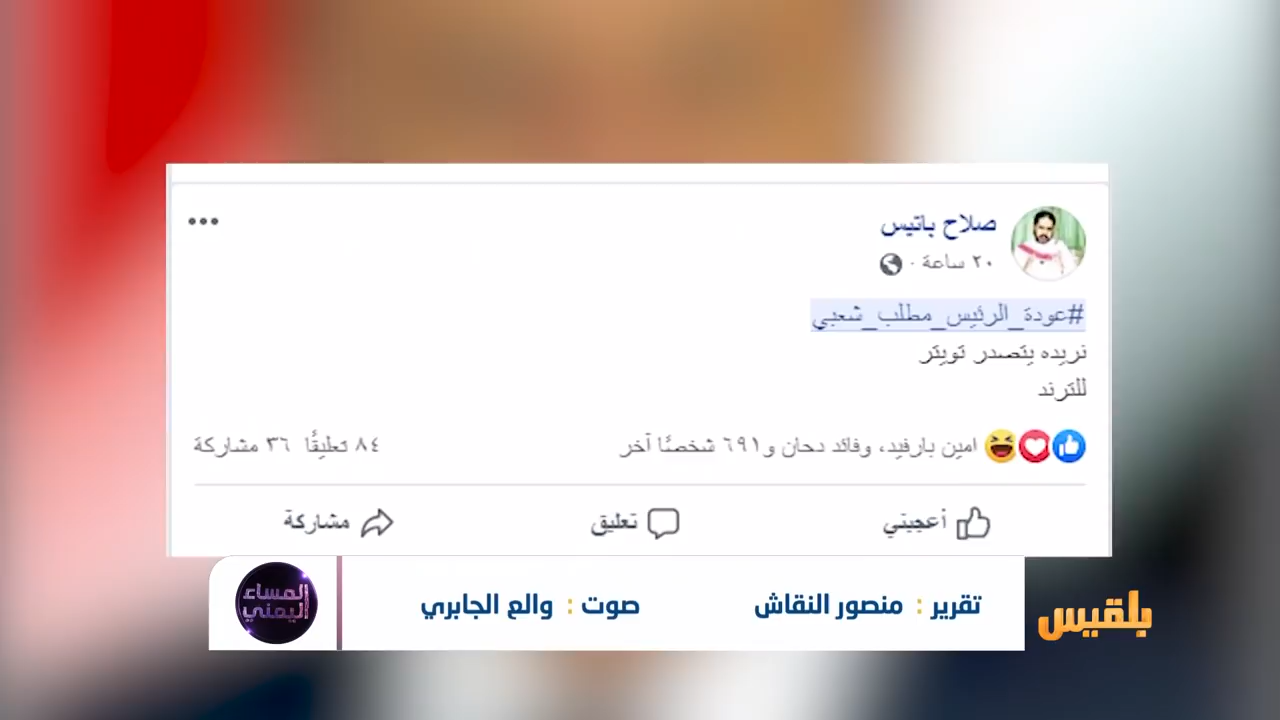 صلاح باتيس
٢٠ ساعة ·
#عودة_الرئيس_مطلب_شعبي
نريده يتصدر تويتر
للترند
امين بارفيد، وفائد دحان و٦٩١ شخصًا آخر
٨٤ تعليقًا ٣٦ مشاركة
أعجبني
تعليق
مشاركة
تقرير : منصور النقاش
صوت : والع الجابري
المساء
اليمني
بلقيس